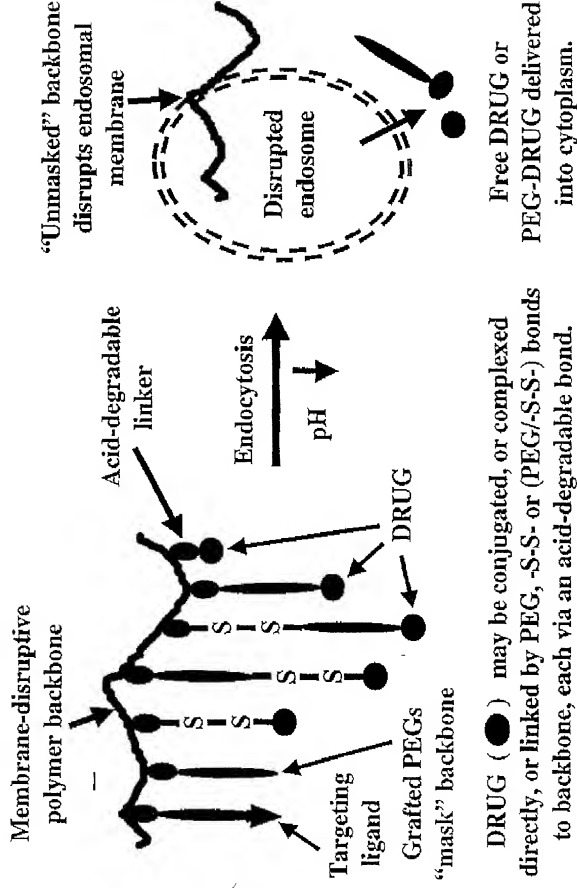 Membrane-disruptive
polymer backbone
Acid-degradable
linker
S
S
S
S
S
S
Targeting
ligand
Grafted PEGs
“mask” backbone
DRUG
Endocytosis
pH
“Unmasked” backbone
disrupts endosomal
membrane
Disrupted
endosome
Free DRUG or
PEG-DRUG delivered
into cytoplasm.
DRUG ( ) may be conjugated, or complexed
directly, or linked by PEG, -S-S- or (PEG/-S-S-) bonds
to backbone, each via an acid-degradable bond.